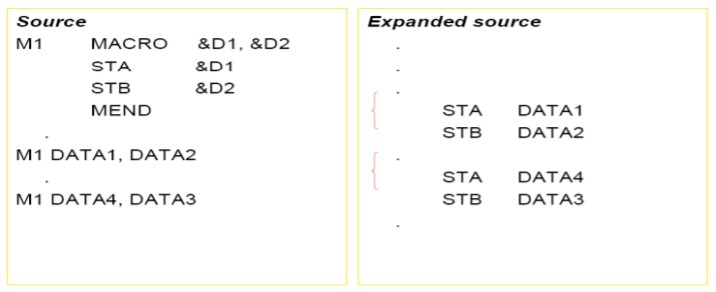 Source
M1 MACRO &D1, &D2
STA &D1
STB &D2
MEND
.
M1 DATA1, DATA2
.
M1 DATA4, DATA3
Expanded source
.
.
.
STA DATA1
STB DATA2
.
STA DATA4
STB DATA3
.